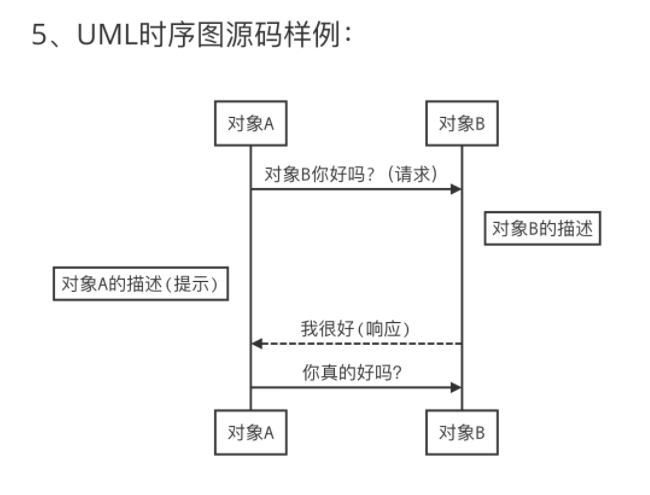 5、UML时序图源码样例：
对象A
对象B
对象B你好吗?（请求）
对象B的描述
对象A的描述(提示)
我很好(响应)
你真的好吗?
对象A
对象B